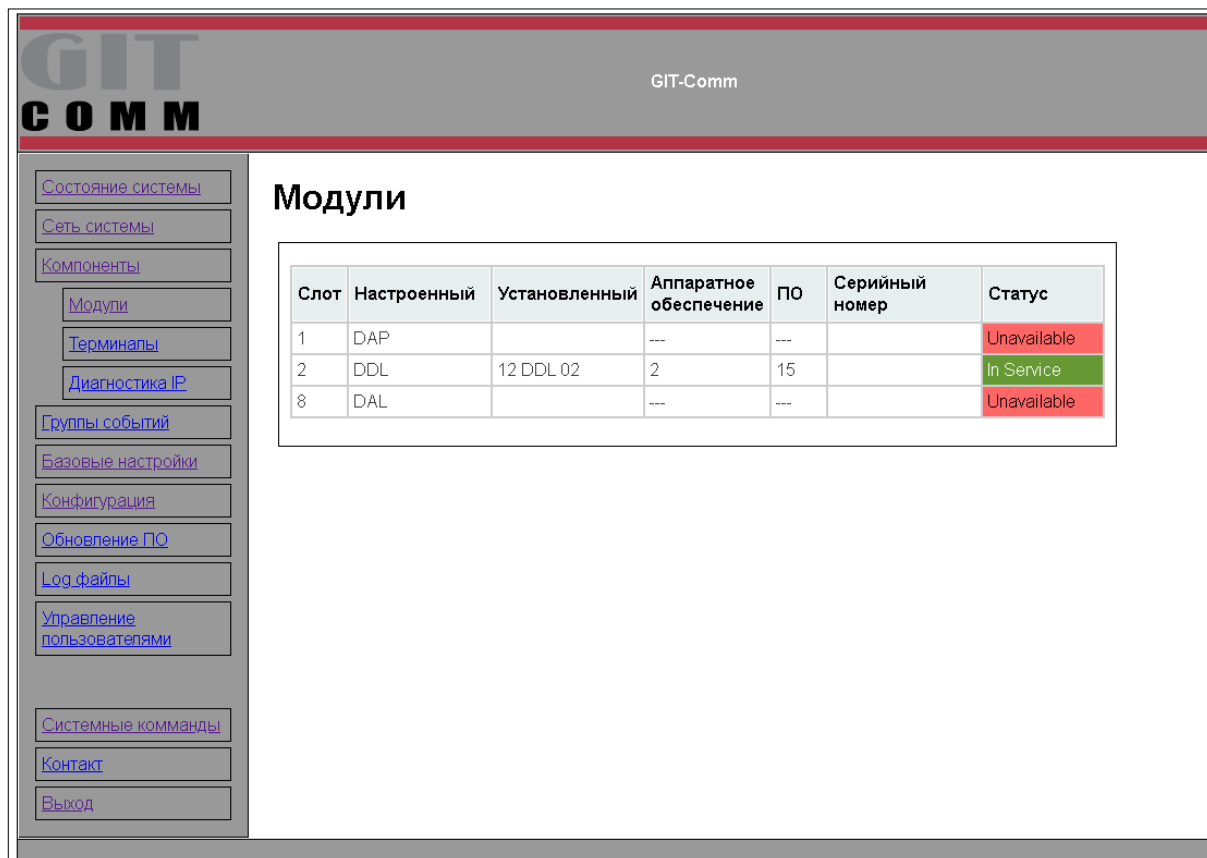 GIT
COMM
GIT-Comm
Состояние системы
Сеть системы
Компоненты
Модули
Терминалы
Диагностика IP
Группы событий
Базовые настройки
Конфигурация
Обновление ПО
Log файлы
Управление
пользователями
Системные комманды
Контакт
Выход
Модули
Слот Настроенный Установленный Аппаратное обеспечение ПО Серийный номер Статус
1 DAP --- --- Unavailable
2 DDL 12 DDL 02 2 15 In Service
8 DAL --- --- Unavailable